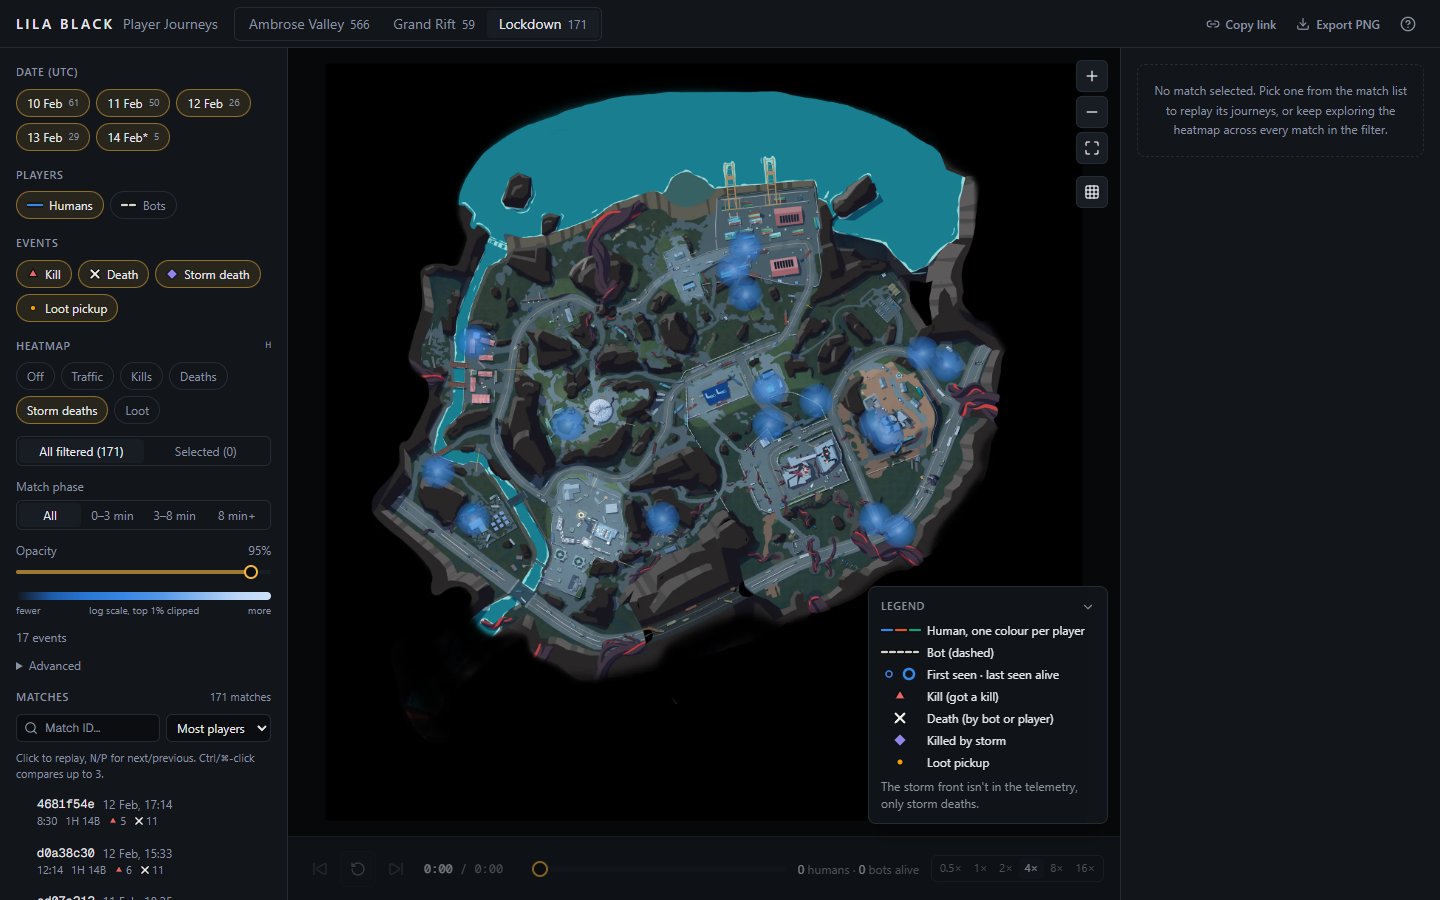 LILA BLACK Player Journeys Ambrose Valley 566 Grand Rift 59 Lockdown 171 Copy link Export PNG ?
DATE (UTC)
10 Feb 61 11 Feb 50 12 Feb 26
13 Feb 29 14 Feb* 5
PLAYERS
Humans Bots
EVENTS
Kill Death Storm death
Loot pickup
HEATMAP H
Off Traffic Kills Deaths
Storm deaths Loot
All filtered (171) Selected (0)
Match phase
All 0–3 min 3–8 min 8 min+
Opacity 95%
fewer log scale, top 1% clipped more
17 events
Advanced
MATCHES 171 matches
Match ID... Most players
Click to replay, N/P for next/previous. Ctrl/⌘-click
compares up to 3.
4681f54e 12 Feb, 17:14
8:30 1H 14B 5 11
d0a38c30 12 Feb, 15:33
12:14 1H 14B 6 11
LEGEND
Human, one colour per player
Bot (dashed)
First seen · last seen alive
Kill (got a kill)
Death (by bot or player)
Killed by storm
Loot pickup
The storm front isn't in the telemetry,
only storm deaths.
0:00 / 0:00 0 humans · 0 bots alive 0.5× 1× 2× 4× 8× 16×
No match selected. Pick one from the match list
to replay its journeys, or keep exploring the
heatmap across every match in the filter.